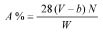 A % = 28 (V – b) N / W